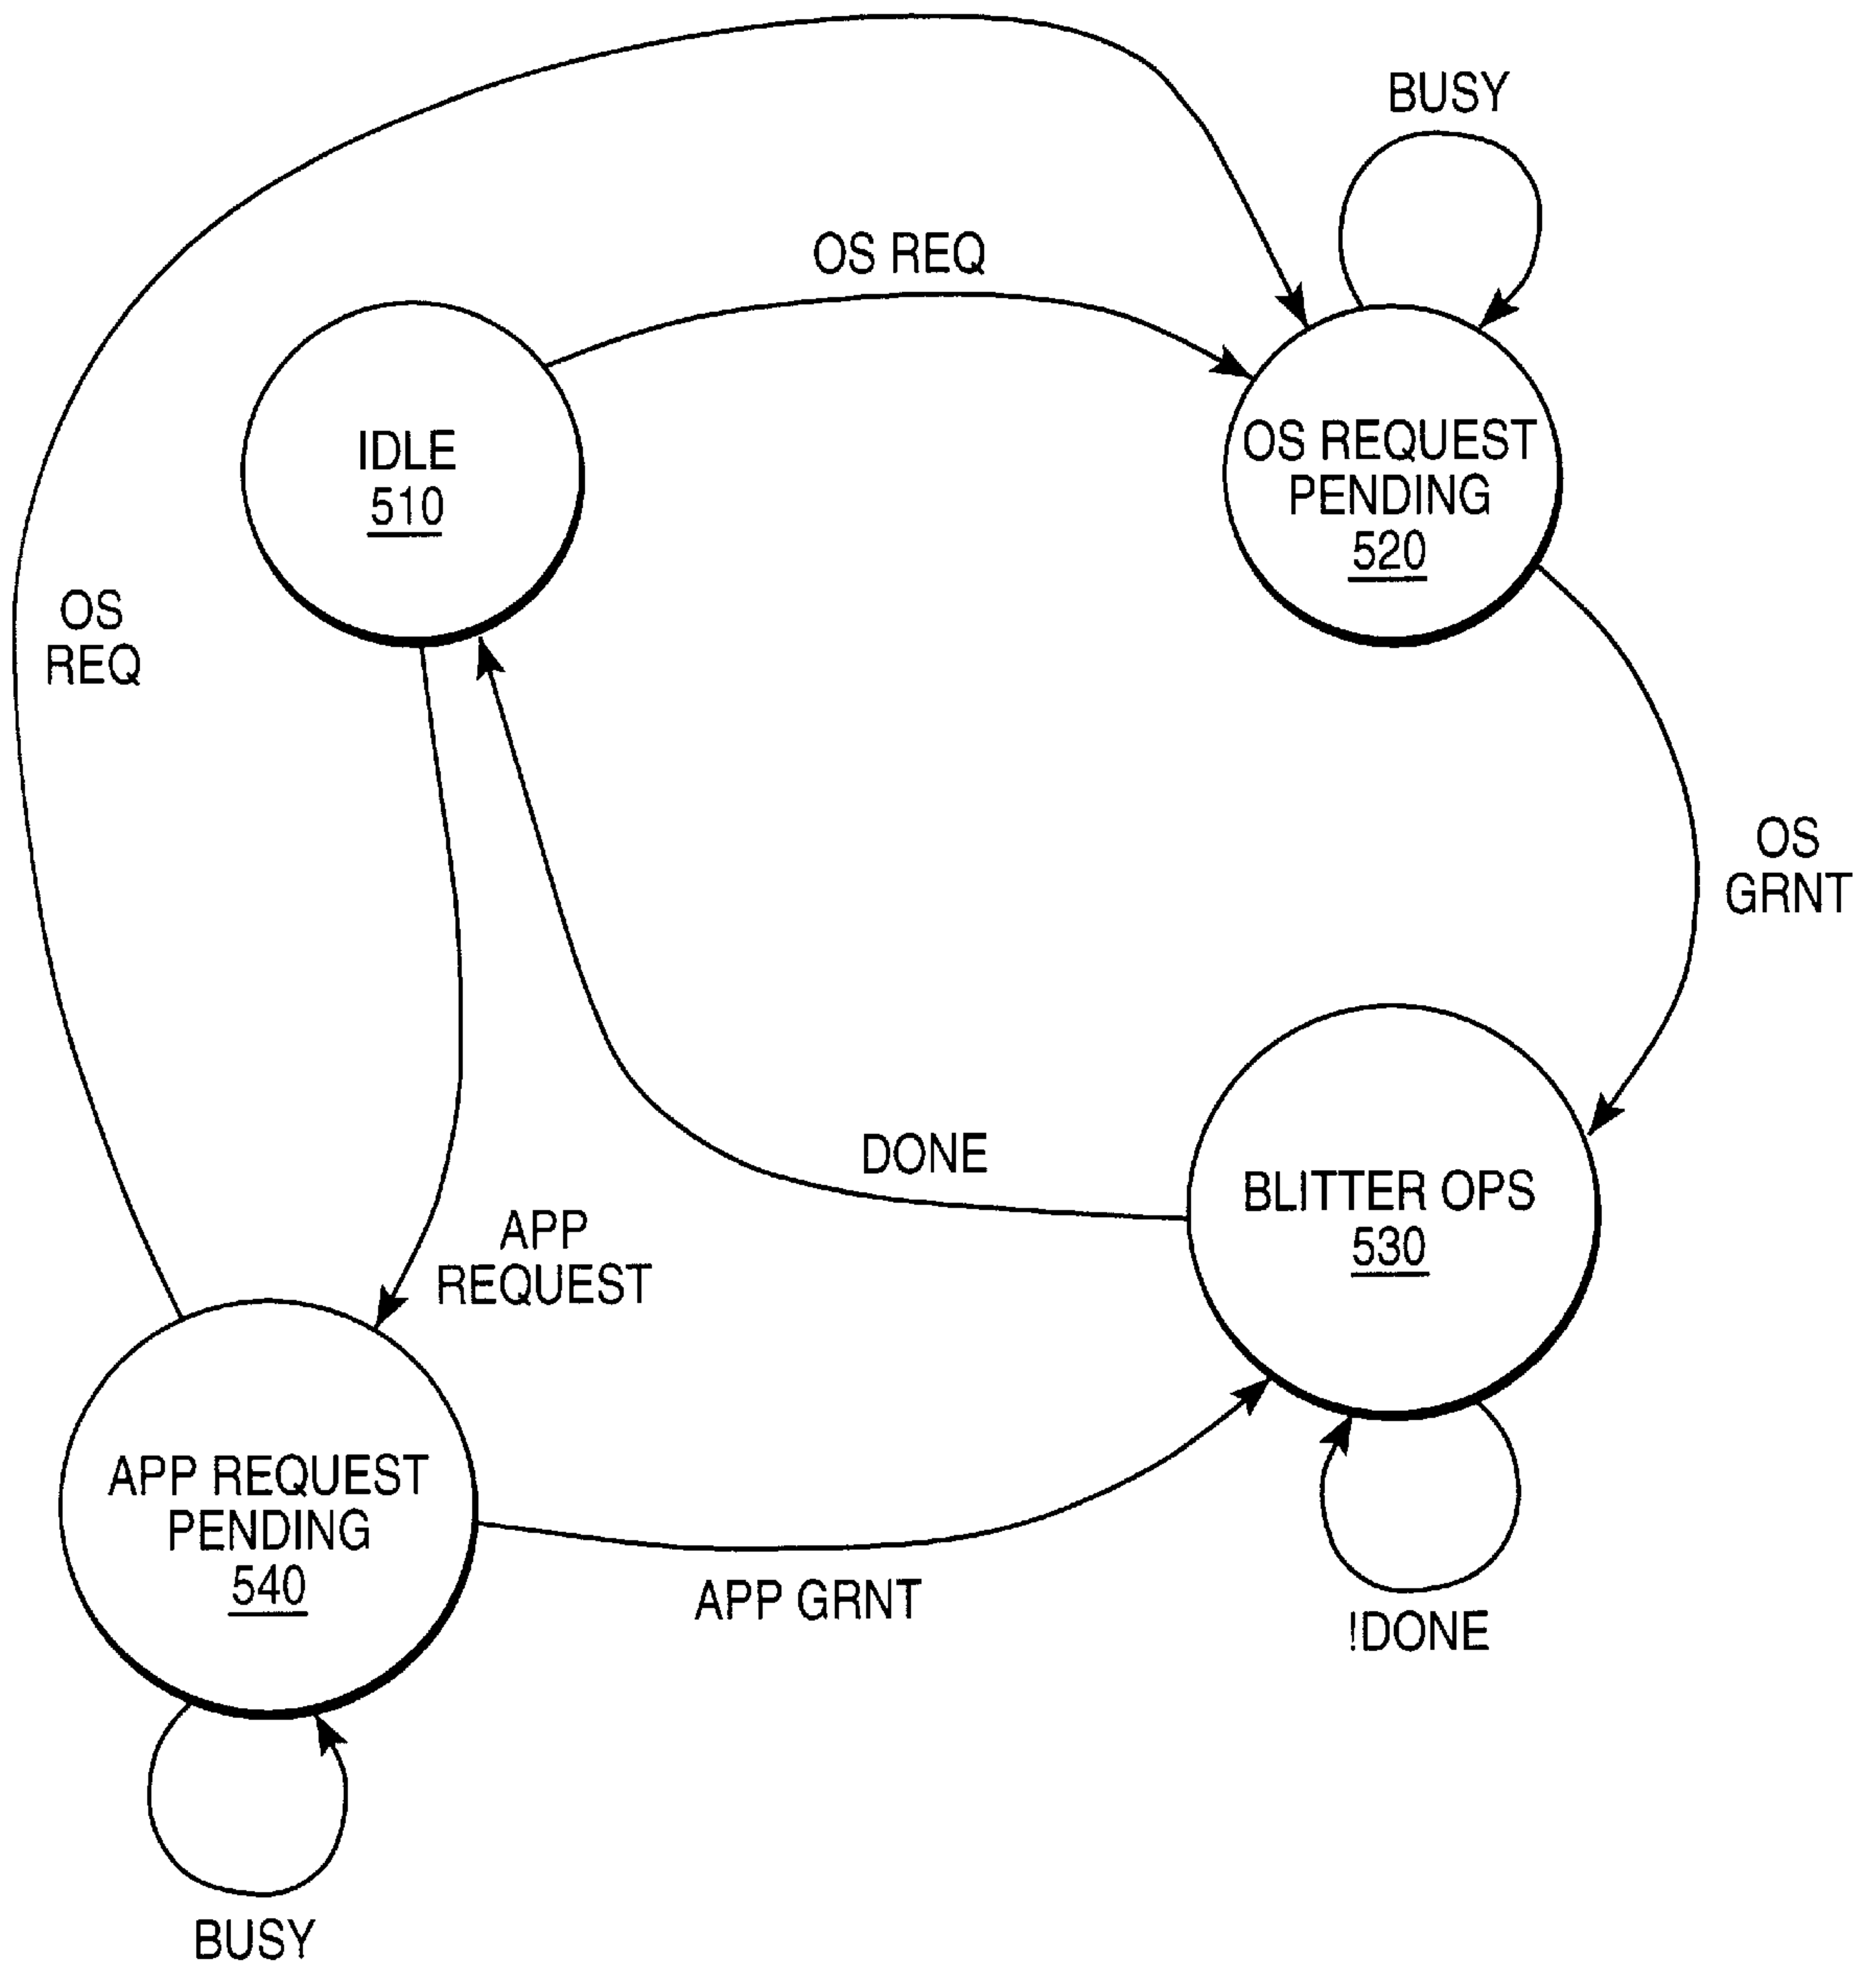 BUSY
OS REQ
IDLE
510
OS REQUEST
PENDING
520
OS
REQ
OS
GRNT
DONE
BLITTER OPS
530
APP
REQUEST
APP REQUEST
PENDING
540
APP GRNT
!DONE
BUSY